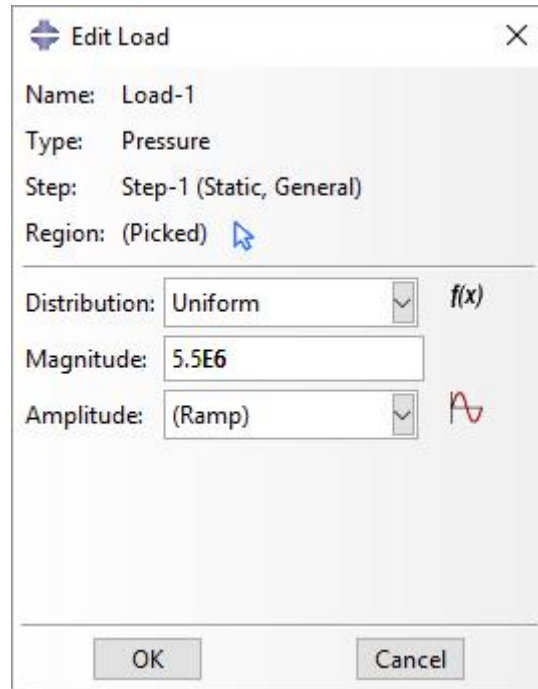 Edit Load
Name: Load-1
Type: Pressure
Step: Step-1 (Static, General)
Region: (Picked)
Distribution: Uniform f(x)
Magnitude: 5.5E6
Amplitude: (Ramp)
OK Cancel